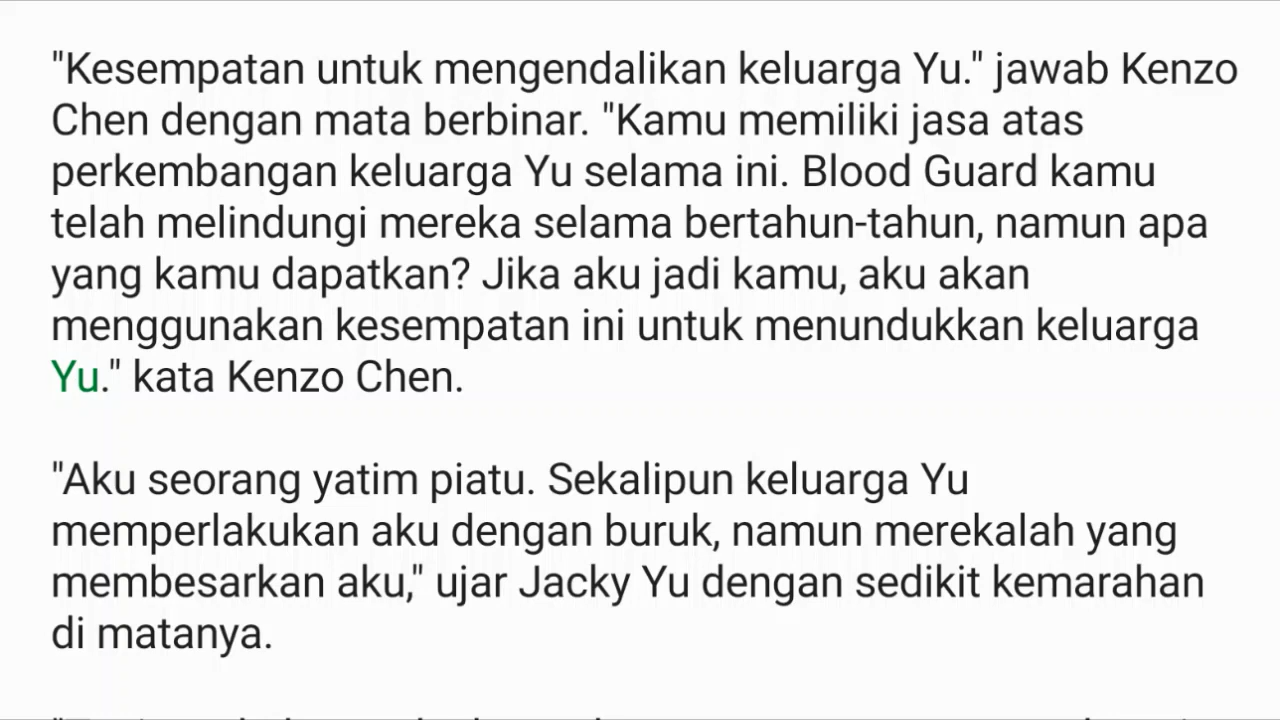 "Kesempatan untuk mengendalikan keluarga Yu." jawab Kenzo
Chen dengan mata berbinar. "Kamu memiliki jasa atas
perkembangan keluarga Yu selama ini. Blood Guard kamu
telah melindungi mereka selama bertahun-tahun, namun apa
yang kamu dapatkan? Jika aku jadi kamu, aku akan
menggunakan kesempatan ini untuk menundukkan keluarga
Yu." kata Kenzo Chen.
"Aku seorang yatim piatu. Sekalipun keluarga Yu
memperlakukan aku dengan buruk, namun merekalah yang
membesarkan aku," ujar Jacky Yu dengan sedikit kemarahan
di matanya.